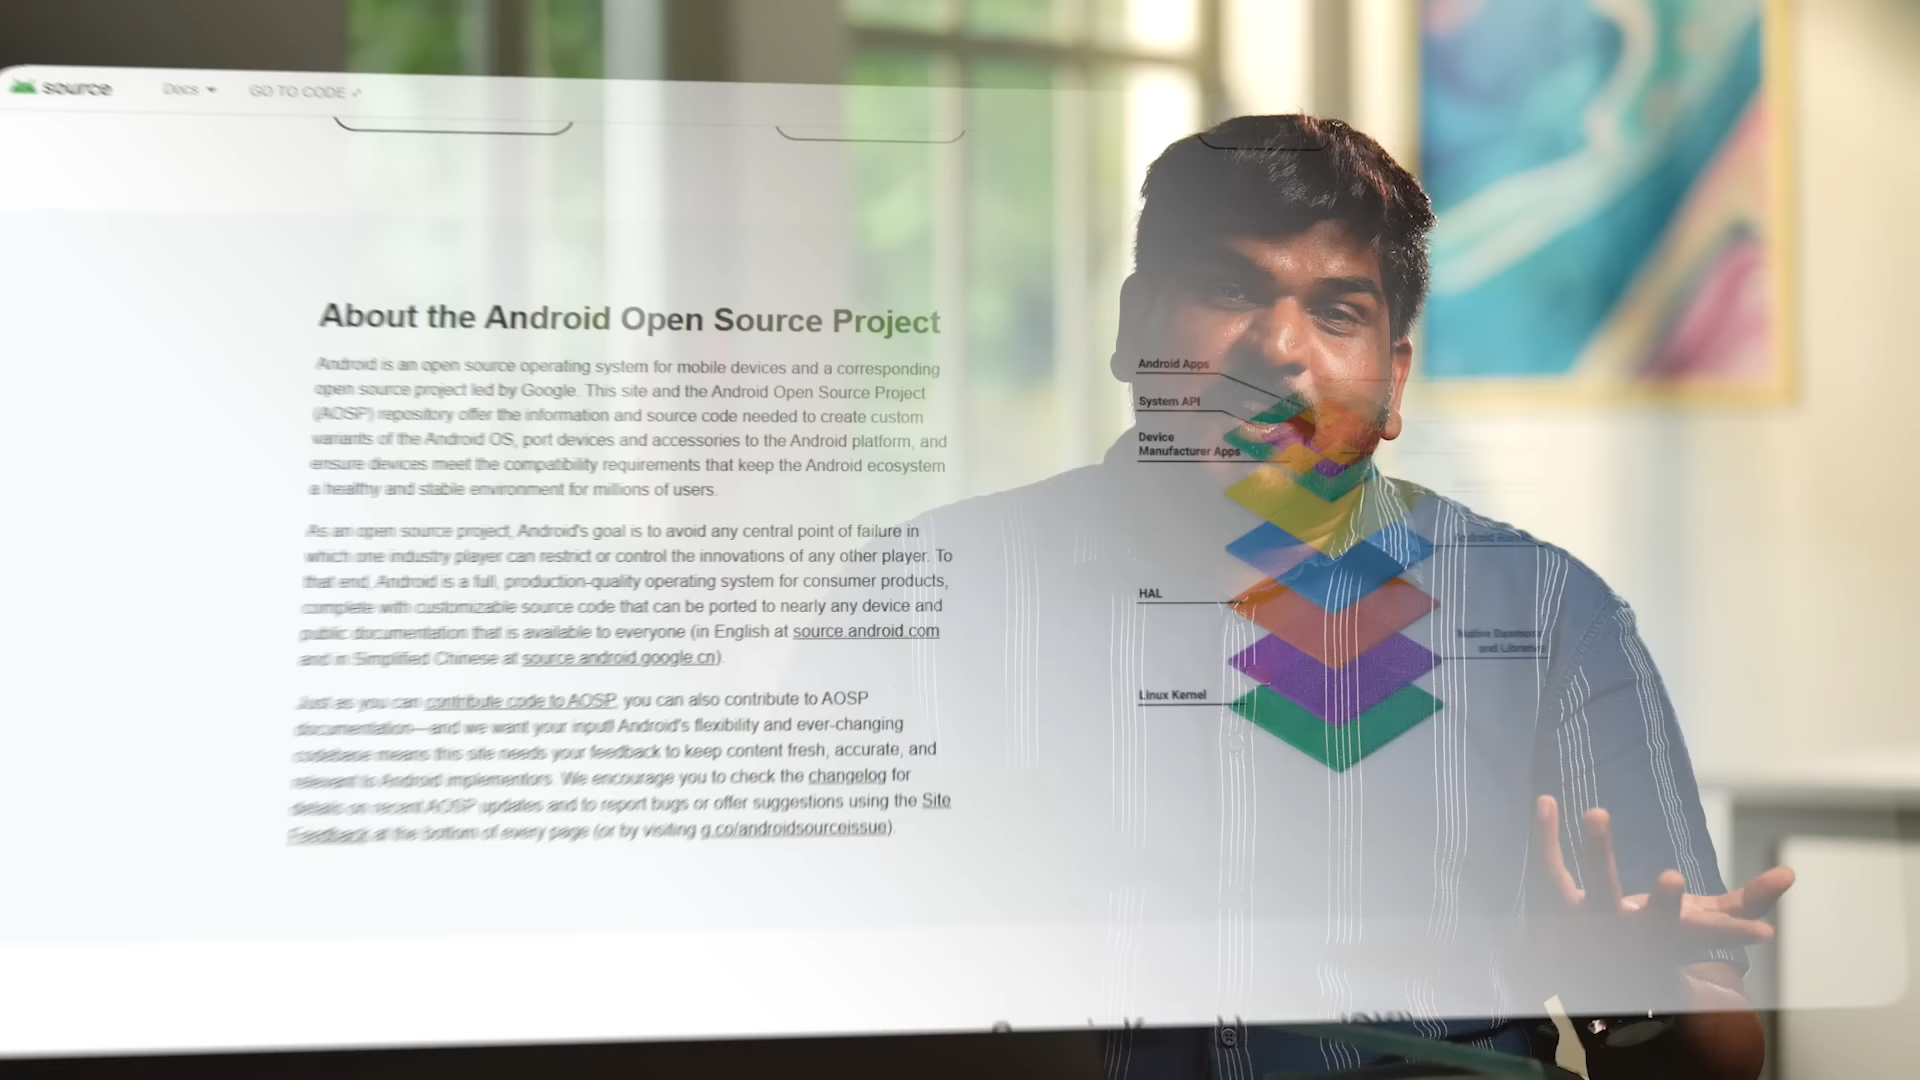 source
Docs
GO TO CODE
About the Android Open Source Project
Android is an open source operating system for mobile devices and a corresponding
open source project led by Google. This site and the Android Open Source Project
(AOSP) repository offer the information and source code needed to create custom
variants of the Android OS, port devices and accessories to the Android platform, and
ensure devices meet the compatibility requirements that keep the Android ecosystem
a healthy and stable environment for millions of users.
As an open source project, Android's goal is to avoid any central point of failure in
which one industry player can restrict or control the innovations of any other player. To
that end, Android is a full, production-quality operating system for consumer products,
complete with customizable source code that can be ported to nearly any device and
public documentation that is available to everyone (in English at source.android.com
and in Simplified Chinese at source.android.google.cn).
Just as you can contribute code to AOSP, you can also contribute to AOSP
documentation—and we want your input! Android's flexibility and ever-changing
codebase means this site needs your feedback to keep content fresh, accurate, and
relevant to Android implementors. We encourage you to check the changelog for
details on recent AOSP updates and to report bugs or offer suggestions using the Site
Feedback at the bottom of every page (or by visiting g.co/androidsourceissue).
Android Apps
System API
Device
Manufacturer Apps
HAL
Native Daemons
and Libraries
Linux Kernel